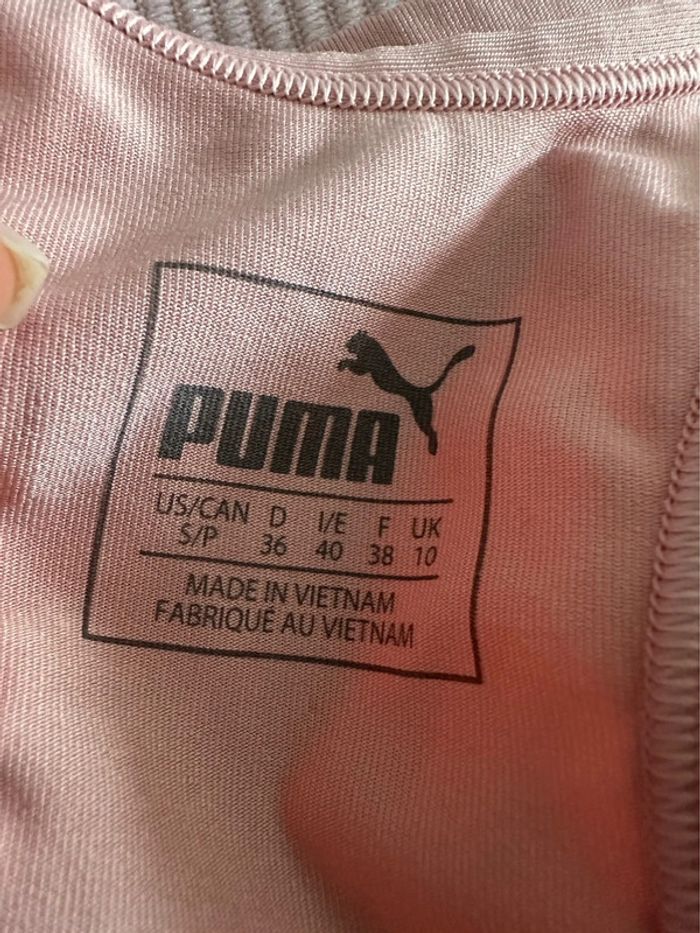 PUMA
US/CAN D I/E F UK
S/P 36 40 38 10
MADE IN VIETNAM
FABRIQUÉ AU VIETNAM